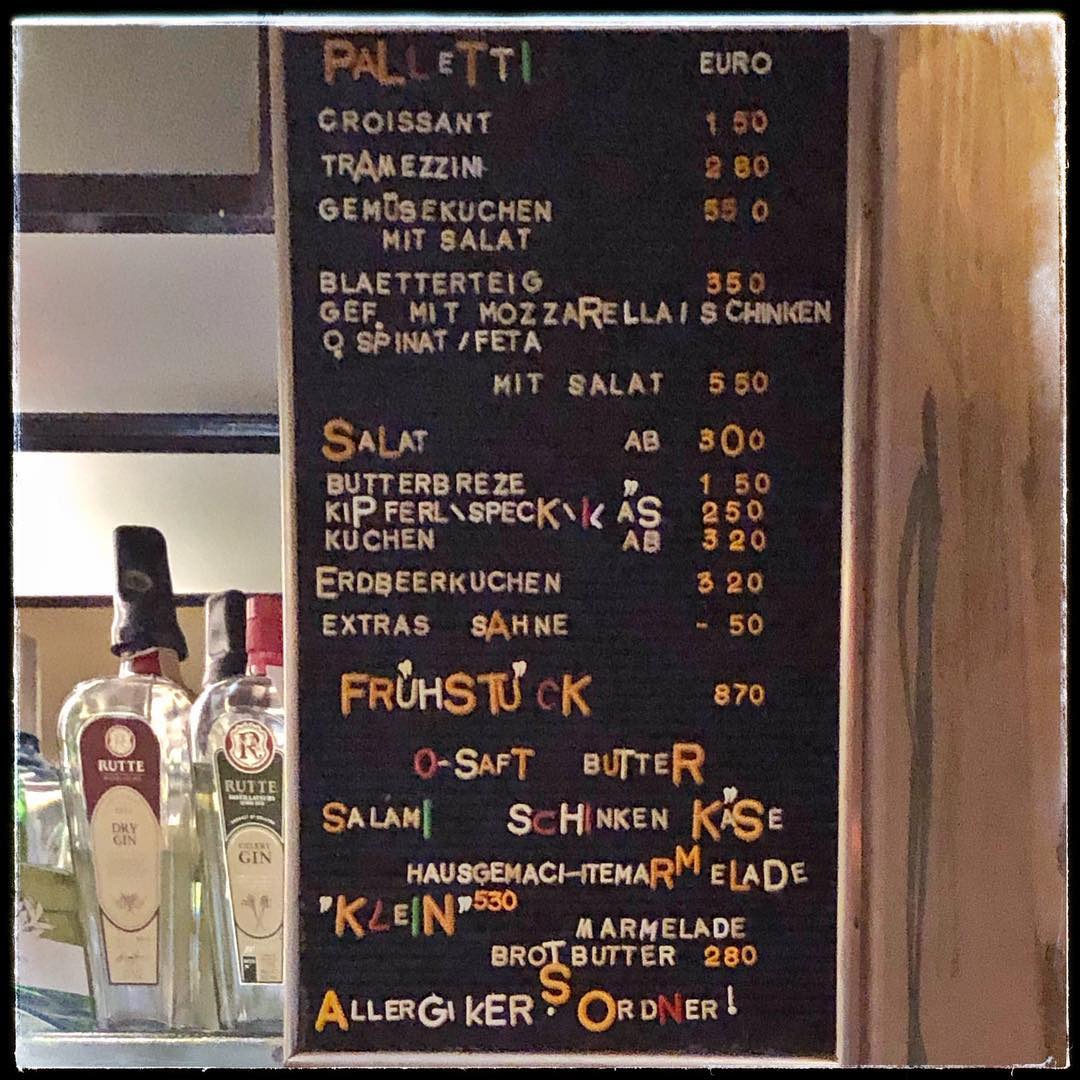 PALLETTI EURO
CROISSANT 1 50
TRAMEZZINI 2 80
GEMÜSEKUCHEN 55 0
MIT SALAT
BLAETTERTEIG 350
GEF. MIT MOZZARELLA I SCHINKEN
O SPINAT / FETA
MIT SALAT 5 50
SALAT AB 300
BUTTERBREZE 1 50
KIPFERL\SPECK\KÄS 250
KUCHEN AB 3 20
ERDBEERKUCHEN 3 20
EXTRAS SAHNE - 50
FRÜHSTÜCK 870
O-SAFT BUTTER
SALAMI SCHINKEN KÄSE
HAUSGEMACHTEMARMELADE
"KLEIN" 530
MARMELADE
BROT BUTTER 280
ALLERGIKER S. ORDNER!
R
RUTTE
DRY
GIN
R
RUTTE
CELERY
GIN